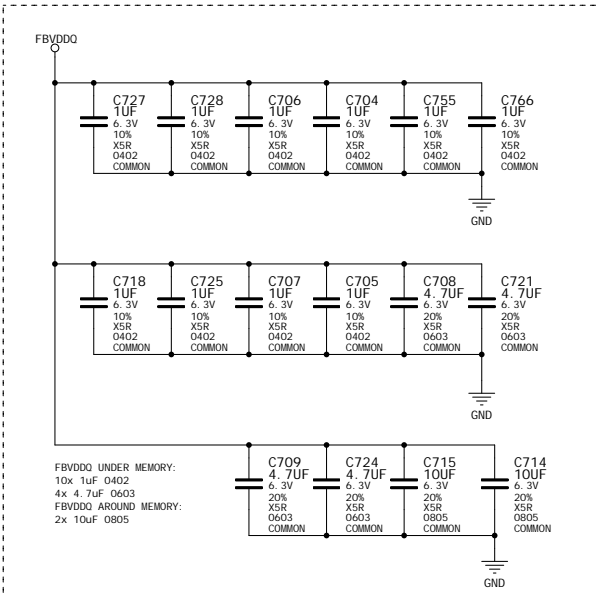 FBVDDQ
C727
1UF
6.3V
10%
X5R
0402
COMMON
C728
1UF
6.3V
10%
X5R
0402
COMMON
C706
1UF
6.3V
10%
X5R
0402
COMMON
C704
1UF
6.3V
10%
X5R
0402
COMMON
C755
1UF
6.3V
10%
X5R
0402
COMMON
C766
1UF
6.3V
10%
X5R
0402
COMMON
GND
C718
1UF
6.3V
10%
X5R
0402
COMMON
C725
1UF
6.3V
10%
X5R
0402
COMMON
C707
1UF
6.3V
10%
X5R
0402
COMMON
C705
1UF
6.3V
10%
X5R
0402
COMMON
C708
4.7UF
6.3V
20%
X5R
0603
COMMON
C721
4.7UF
6.3V
20%
X5R
0603
COMMON
GND
FBVDDQ UNDER MEMORY:
10x 1uF 0402
4x 4.7uF 0603
FBVDDQ AROUND MEMORY:
2x 10uF 0805
C709
4.7UF
6.3V
20%
X5R
0603
COMMON
C724
4.7UF
6.3V
20%
X5R
0603
COMMON
C715
10UF
6.3V
20%
X5R
0805
COMMON
C714
10UF
6.3V
20%
X5R
0805
COMMON
GND